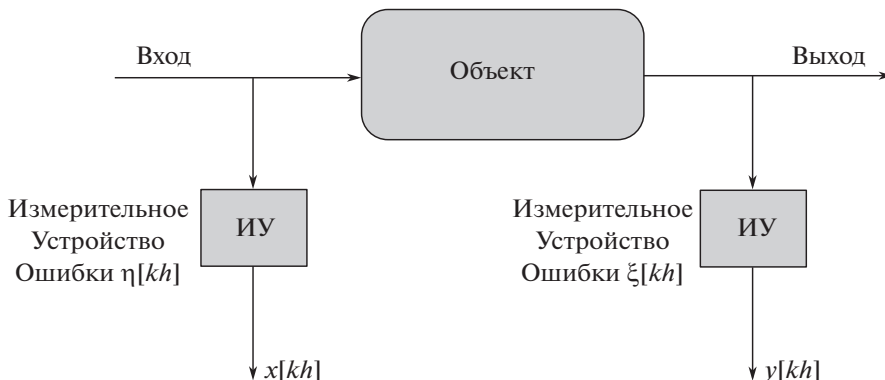 Вход
Объект
Выход
Измерительное
Устройство
Ошибки η[kh]
ИУ
Измерительное
Устройство
Ошибки ξ[kh]
ИУ
x[kh]
y[kh]